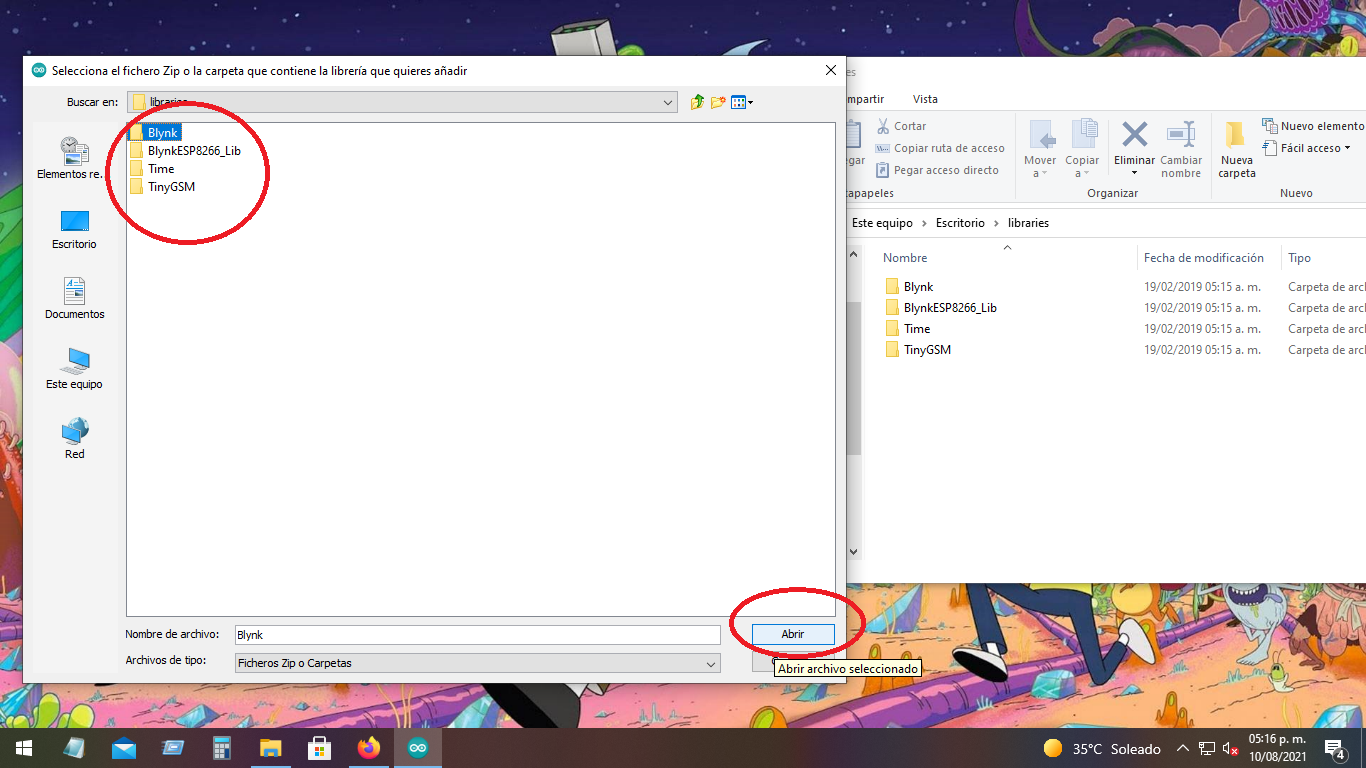 Selecciona el fichero Zip o la carpeta que contiene la librería que quieres añadir
Buscar en:
libraries
Elementos re.
Escritorio
Documentos
Este equipo
Red
Blynk
BlynkESP8266_Lib
Time
TinyGSM
Nombre de archivo:
Blynk
Abrir
Archivos de tipo:
Ficheros Zip o Carpetas
Abrir archivo seleccionado
es
mpartir
Vista
gar
Cortar
Copiar ruta de acceso
Pegar acceso directo
apapeles
Mover a
Copiar a
Eliminar
Cambiar nombre
Organizar
Nueva carpeta
Nuevo elemento
Fácil acceso
Nuevo
Este equipo > Escritorio > libraries
Nombre Fecha de modificación Tipo
Blynk 19/02/2019 05:15 a. m. Carpeta de arc
BlynkESP8266_Lib 19/02/2019 05:15 a. m. Carpeta de arc
Time 19/02/2019 05:15 a. m. Carpeta de arc
TinyGSM 19/02/2019 05:15 a. m. Carpeta de arc
35°C Soleado
05:16 p. m.
10/08/2021
4